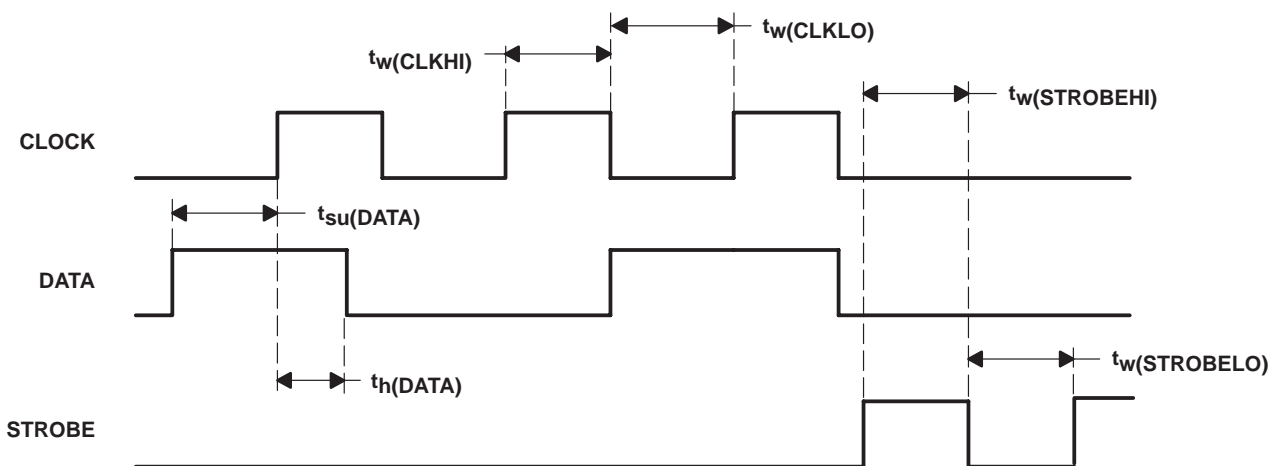 tw(CLKLO)
tw(CLKHI)
tw(STROBEHI)
CLOCK
tsu(DATA)
DATA
tw(STROBELO)
th(DATA)
STROBE